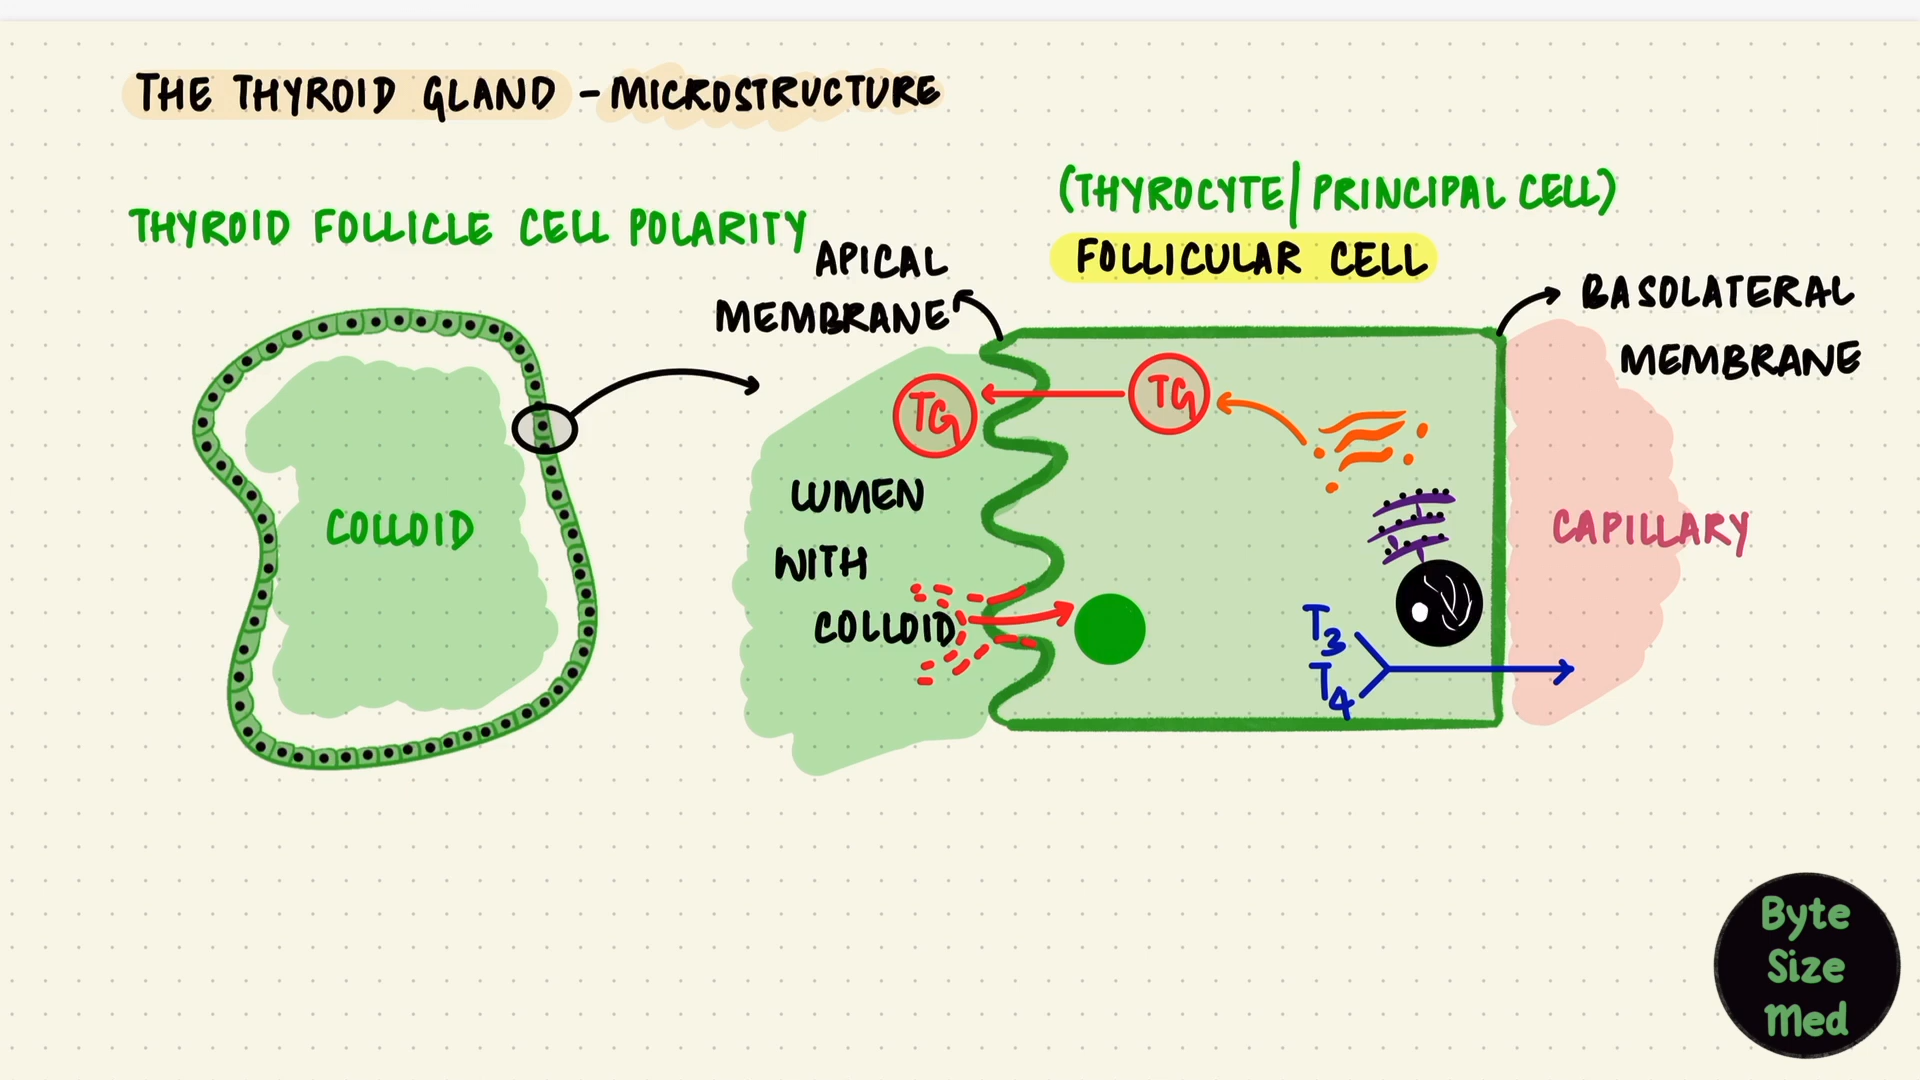 THE THYROID GLAND - MICROSTRUCTURE
THYROID FOLLICLE CELL POLARITY
(THYROCYTE/PRINCIPAL CELL)
FOLLICULAR CELL
APICAL
MEMBRANE
BASOLATERAL
MEMBRANE
TG
TG
LUMEN
WITH
COLLOID
COLLOID
CAPILLARY
T3
T4
Byte
Size
Med